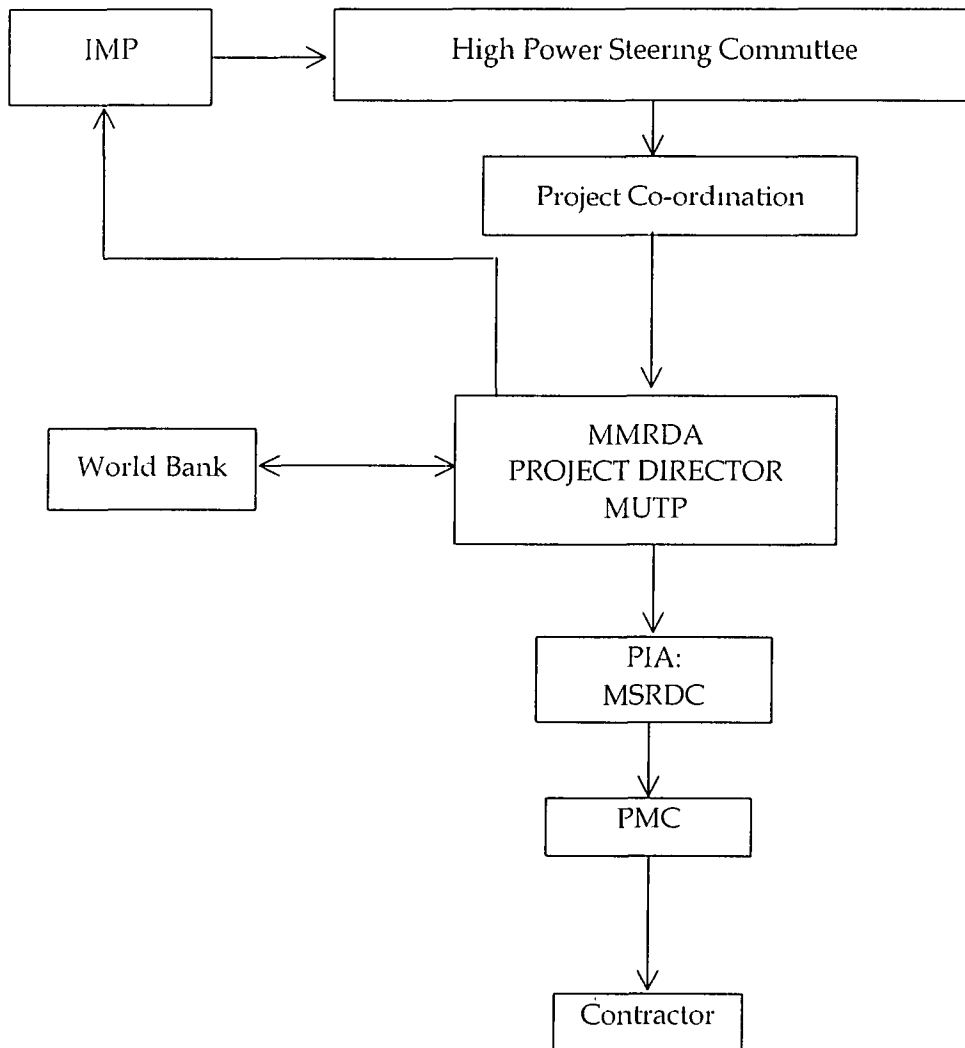 IMP
High Power Steering Committee
Project Co-ordination
World Bank
MMRDA
PROJECT DIRECTOR
MUTP
PIA:
MSRDC
PMC
Contractor